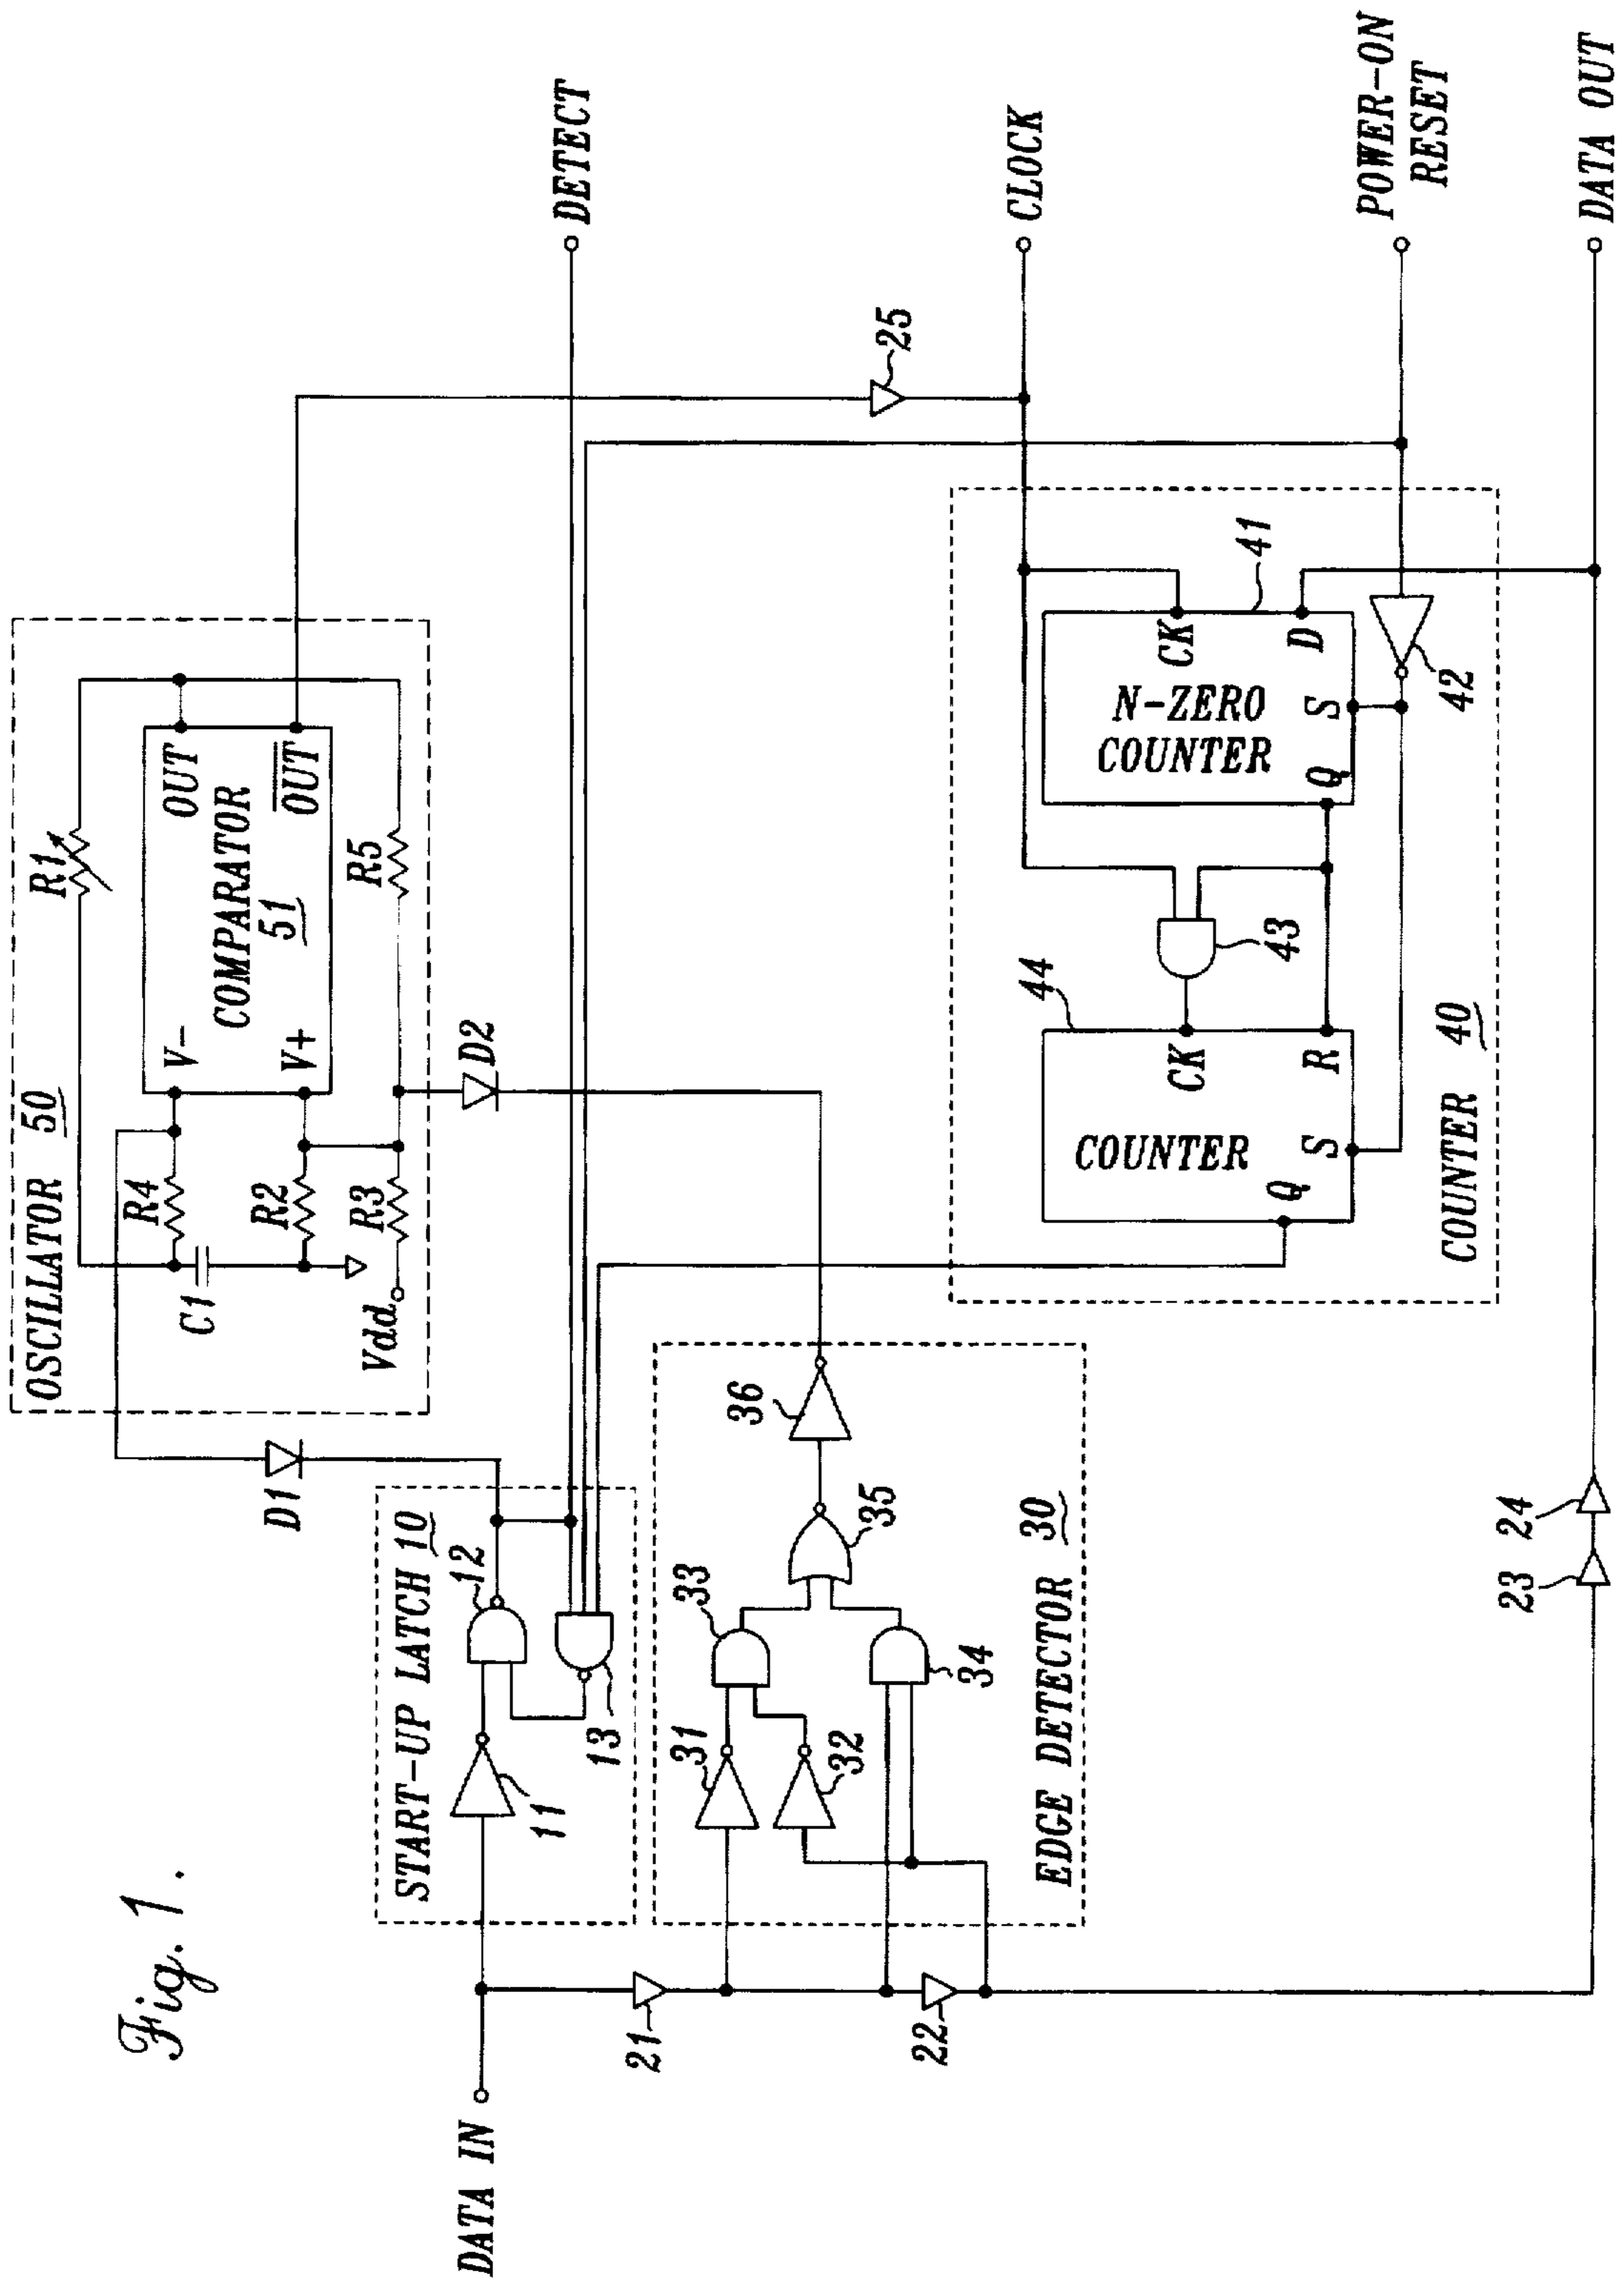 Fig. 1.
OSCILLATOR 50
R1
OUT
OUT
COMPARATOR
51
V-
V+
R4
R2
R3
R5
C1
Vdd
D1
D2
DETECT
25
CLOCK
POWER-ON
RESET
DATA OUT
START-UP LATCH 10
11
12
13
DATA IN
21
22
23
24
EDGE DETECTOR 30
31
32
33
34
35
36
COUNTER 40
41
CK
D
N-ZERO
COUNTER
S
Q
42
43
44
CK
R
COUNTER
S
Q